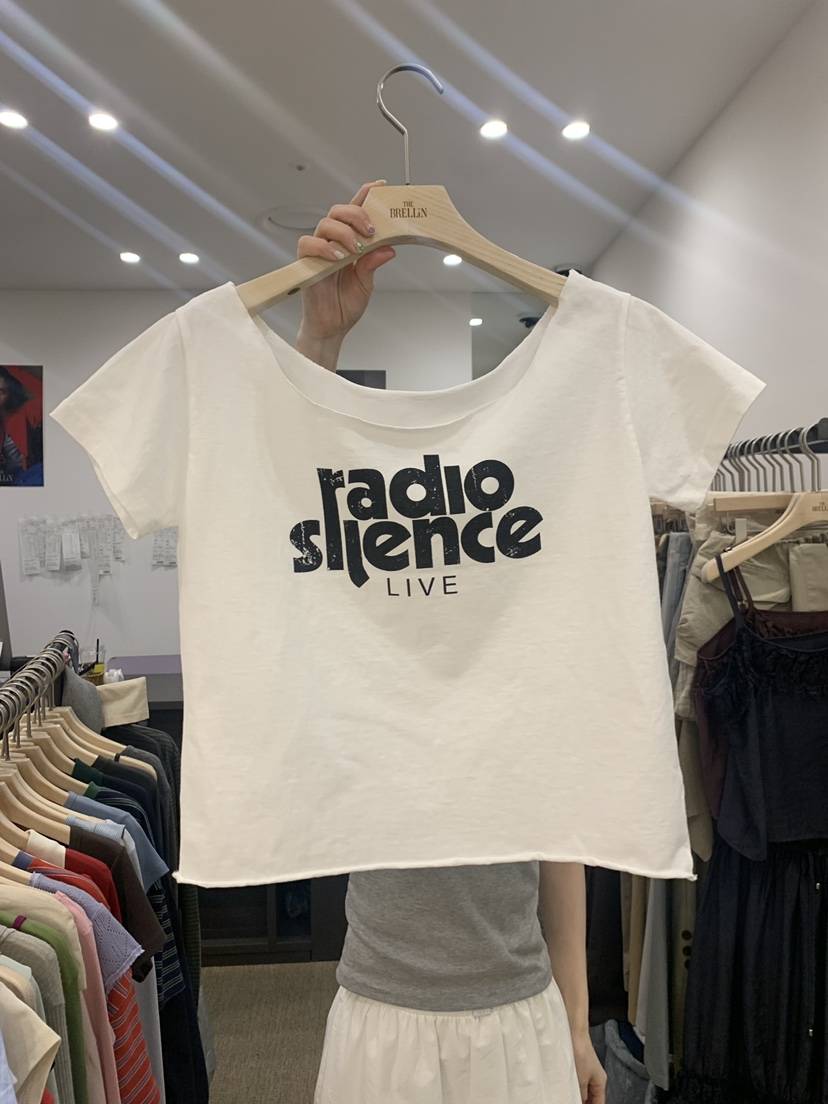 THE
BRELLiN
radio
silence
LIVE